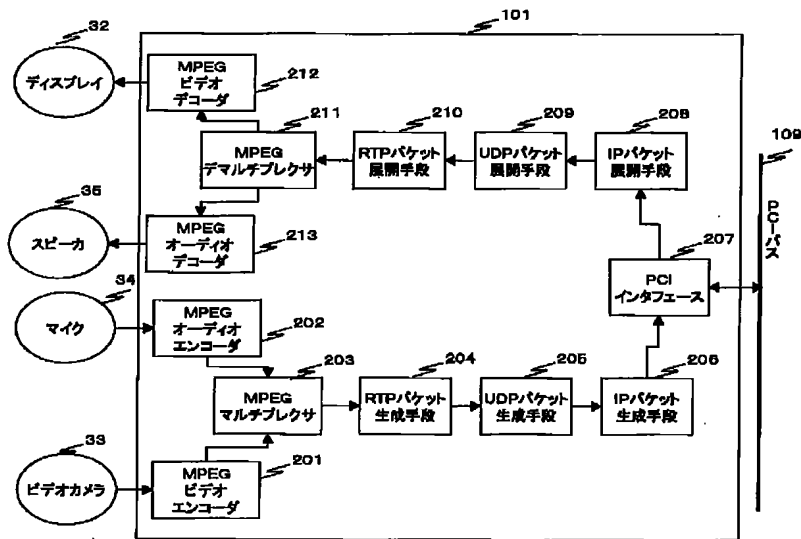 32
ディスプレイ
MPEG
ビデオ
デコーダ
212
101
211
MPEG
デマルチプレクサ
210
RTPパケット
展開手段
209
UDPパケット
展開手段
208
IPパケット
展開手段
109
PCIバス
35
スピーカ
MPEG
オーディオ
デコーダ
213
207
PCI
インタフェース
34
マイク
MPEG
オーディオ
エンコーダ
202
203
MPEG
マルチプレクサ
204
RTPパケット
生成手段
205
UDPパケット
生成手段
206
IPパケット
生成手段
33
ビデオカメラ
MPEG
ビデオ
エンコーダ
201